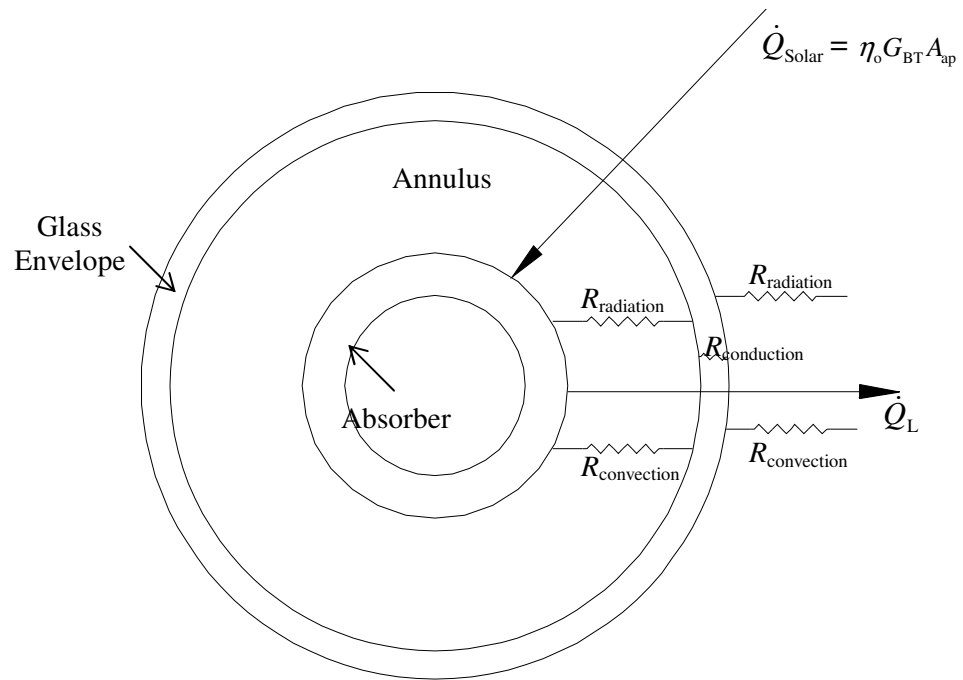 Q̇Solar = ηoGBTAap
Annulus
Glass
Envelope
Rradiation
Rradiation
Rconduction
Absorber
Q̇L
Rconvection
Rconvection